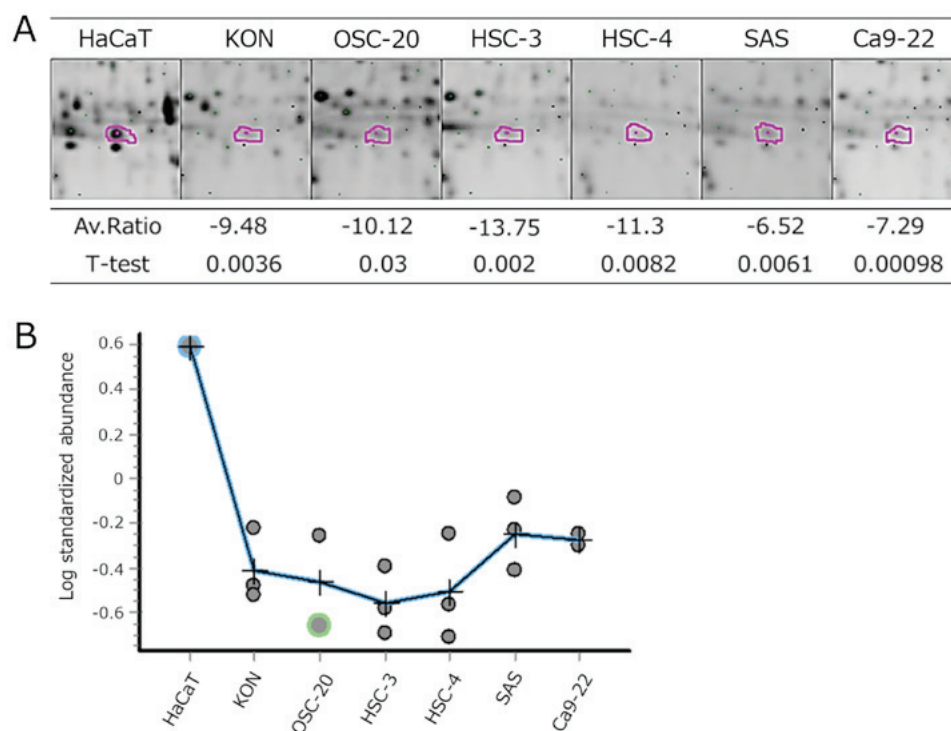 A
HaCaT KON OSC-20 HSC-3 HSC-4 SAS Ca9-22
Av.Ratio -9.48 -10.12 -13.75 -11.3 -6.52 -7.29
T-test 0.0036 0.03 0.002 0.0082 0.0061 0.00098
B
Log standardized abundance
0.6
0.4
0.2
0
-0.2
-0.4
-0.6
HaCaT KON OSC-20 HSC-3 HSC-4 SAS Ca9-22